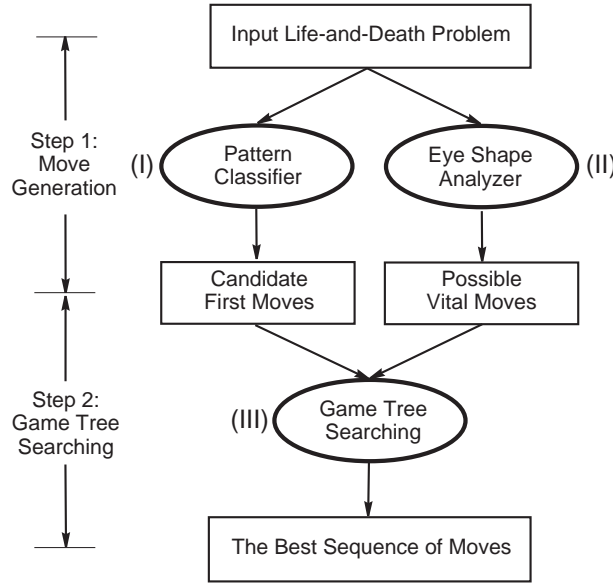 Input Life-and-Death Problem
Step 1:
Move
Generation
(I)
Pattern
Classifier
Eye Shape
Analyzer
(II)
Candidate
First Moves
Possible
Vital Moves
Step 2:
Game Tree
Searching
(III)
Game Tree
Searching
The Best Sequence of Moves